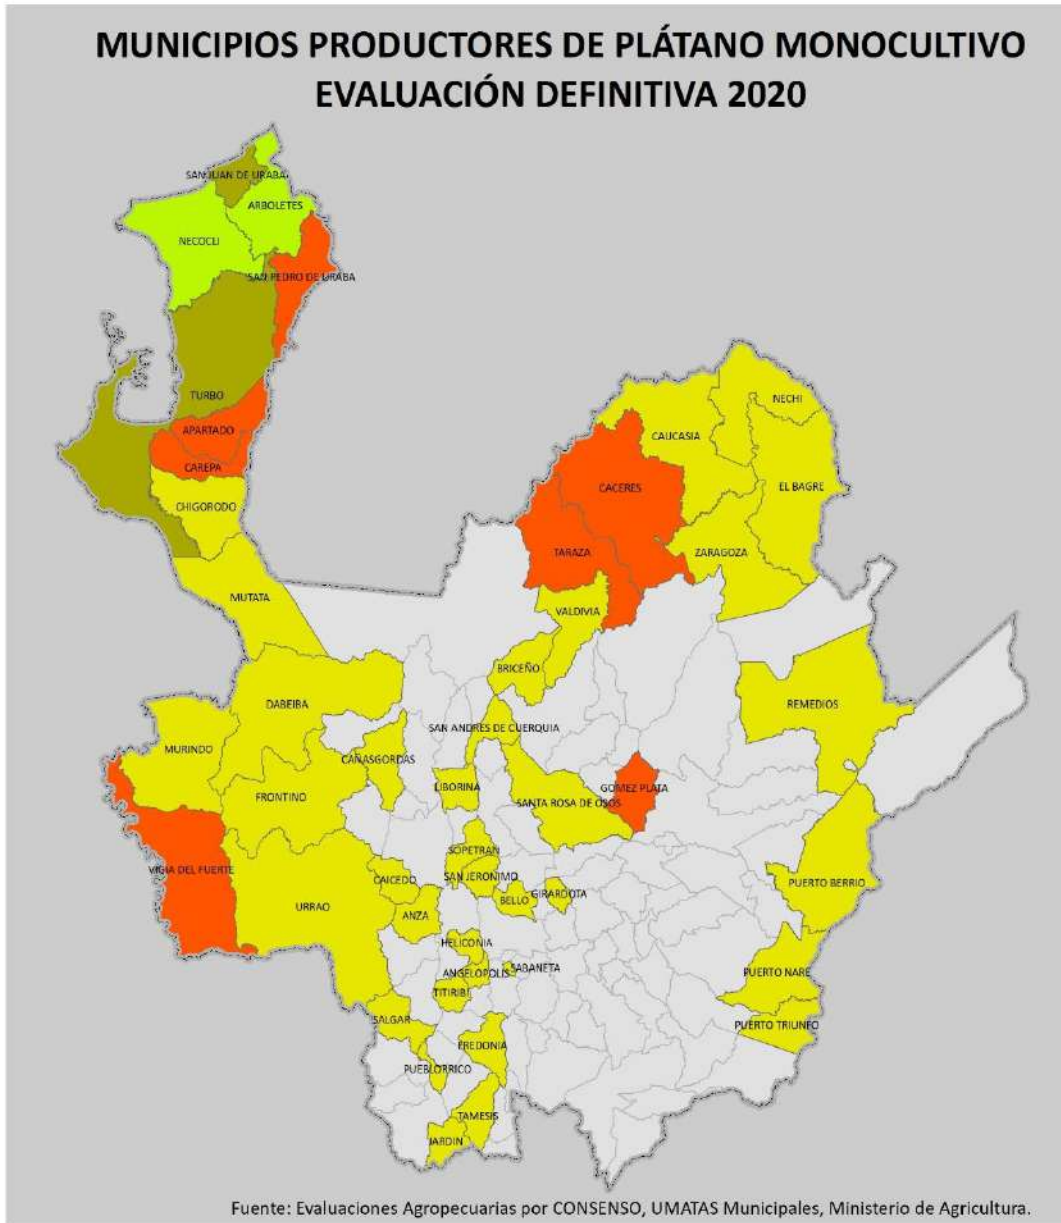 MUNICIPIOS PRODUCTORES DE PLÁTANO MONOCULTIVO
EVALUACIÓN DEFINITIVA 2020
SAN JUAN DE URABA
ARBOLETES
NECOCLI
SAN PEDRO DE URABA
TURBO
APARTADO
CAREPA
CHIGORODO
MUTATA
NECHI
CAUCASIA
EL BAGRE
CACERES
TARAZA
ZARAGOZA
VALDIVIA
BRICEÑO
DABEIBA
REMEDIOS
SAN ANDRES DE CUERQUIA
MURINDO
CAÑASGORDAS
LIBORINA
GOMEZ PLATA
FRONTINO
SANTA ROSA DE OSOS
SOPETRAN
VIGIA DEL FUERTE
SAN JERONIMO
CAICEDO
PUERTO BERRIO
GIRARDOTA
BELLO
URRAO
ANZA
HELICONIA
SABANETA
ANGELOPOLIS
PUERTO NARE
TITIRIBI
SALGAR
PUERTO TRIUNFO
FREDONIA
PUEBLORRICO
TAMESIS
JARDIN
Fuente: Evaluaciones Agropecuarias por CONSENSO, UMATAS Municipales, Ministerio de Agricultura.